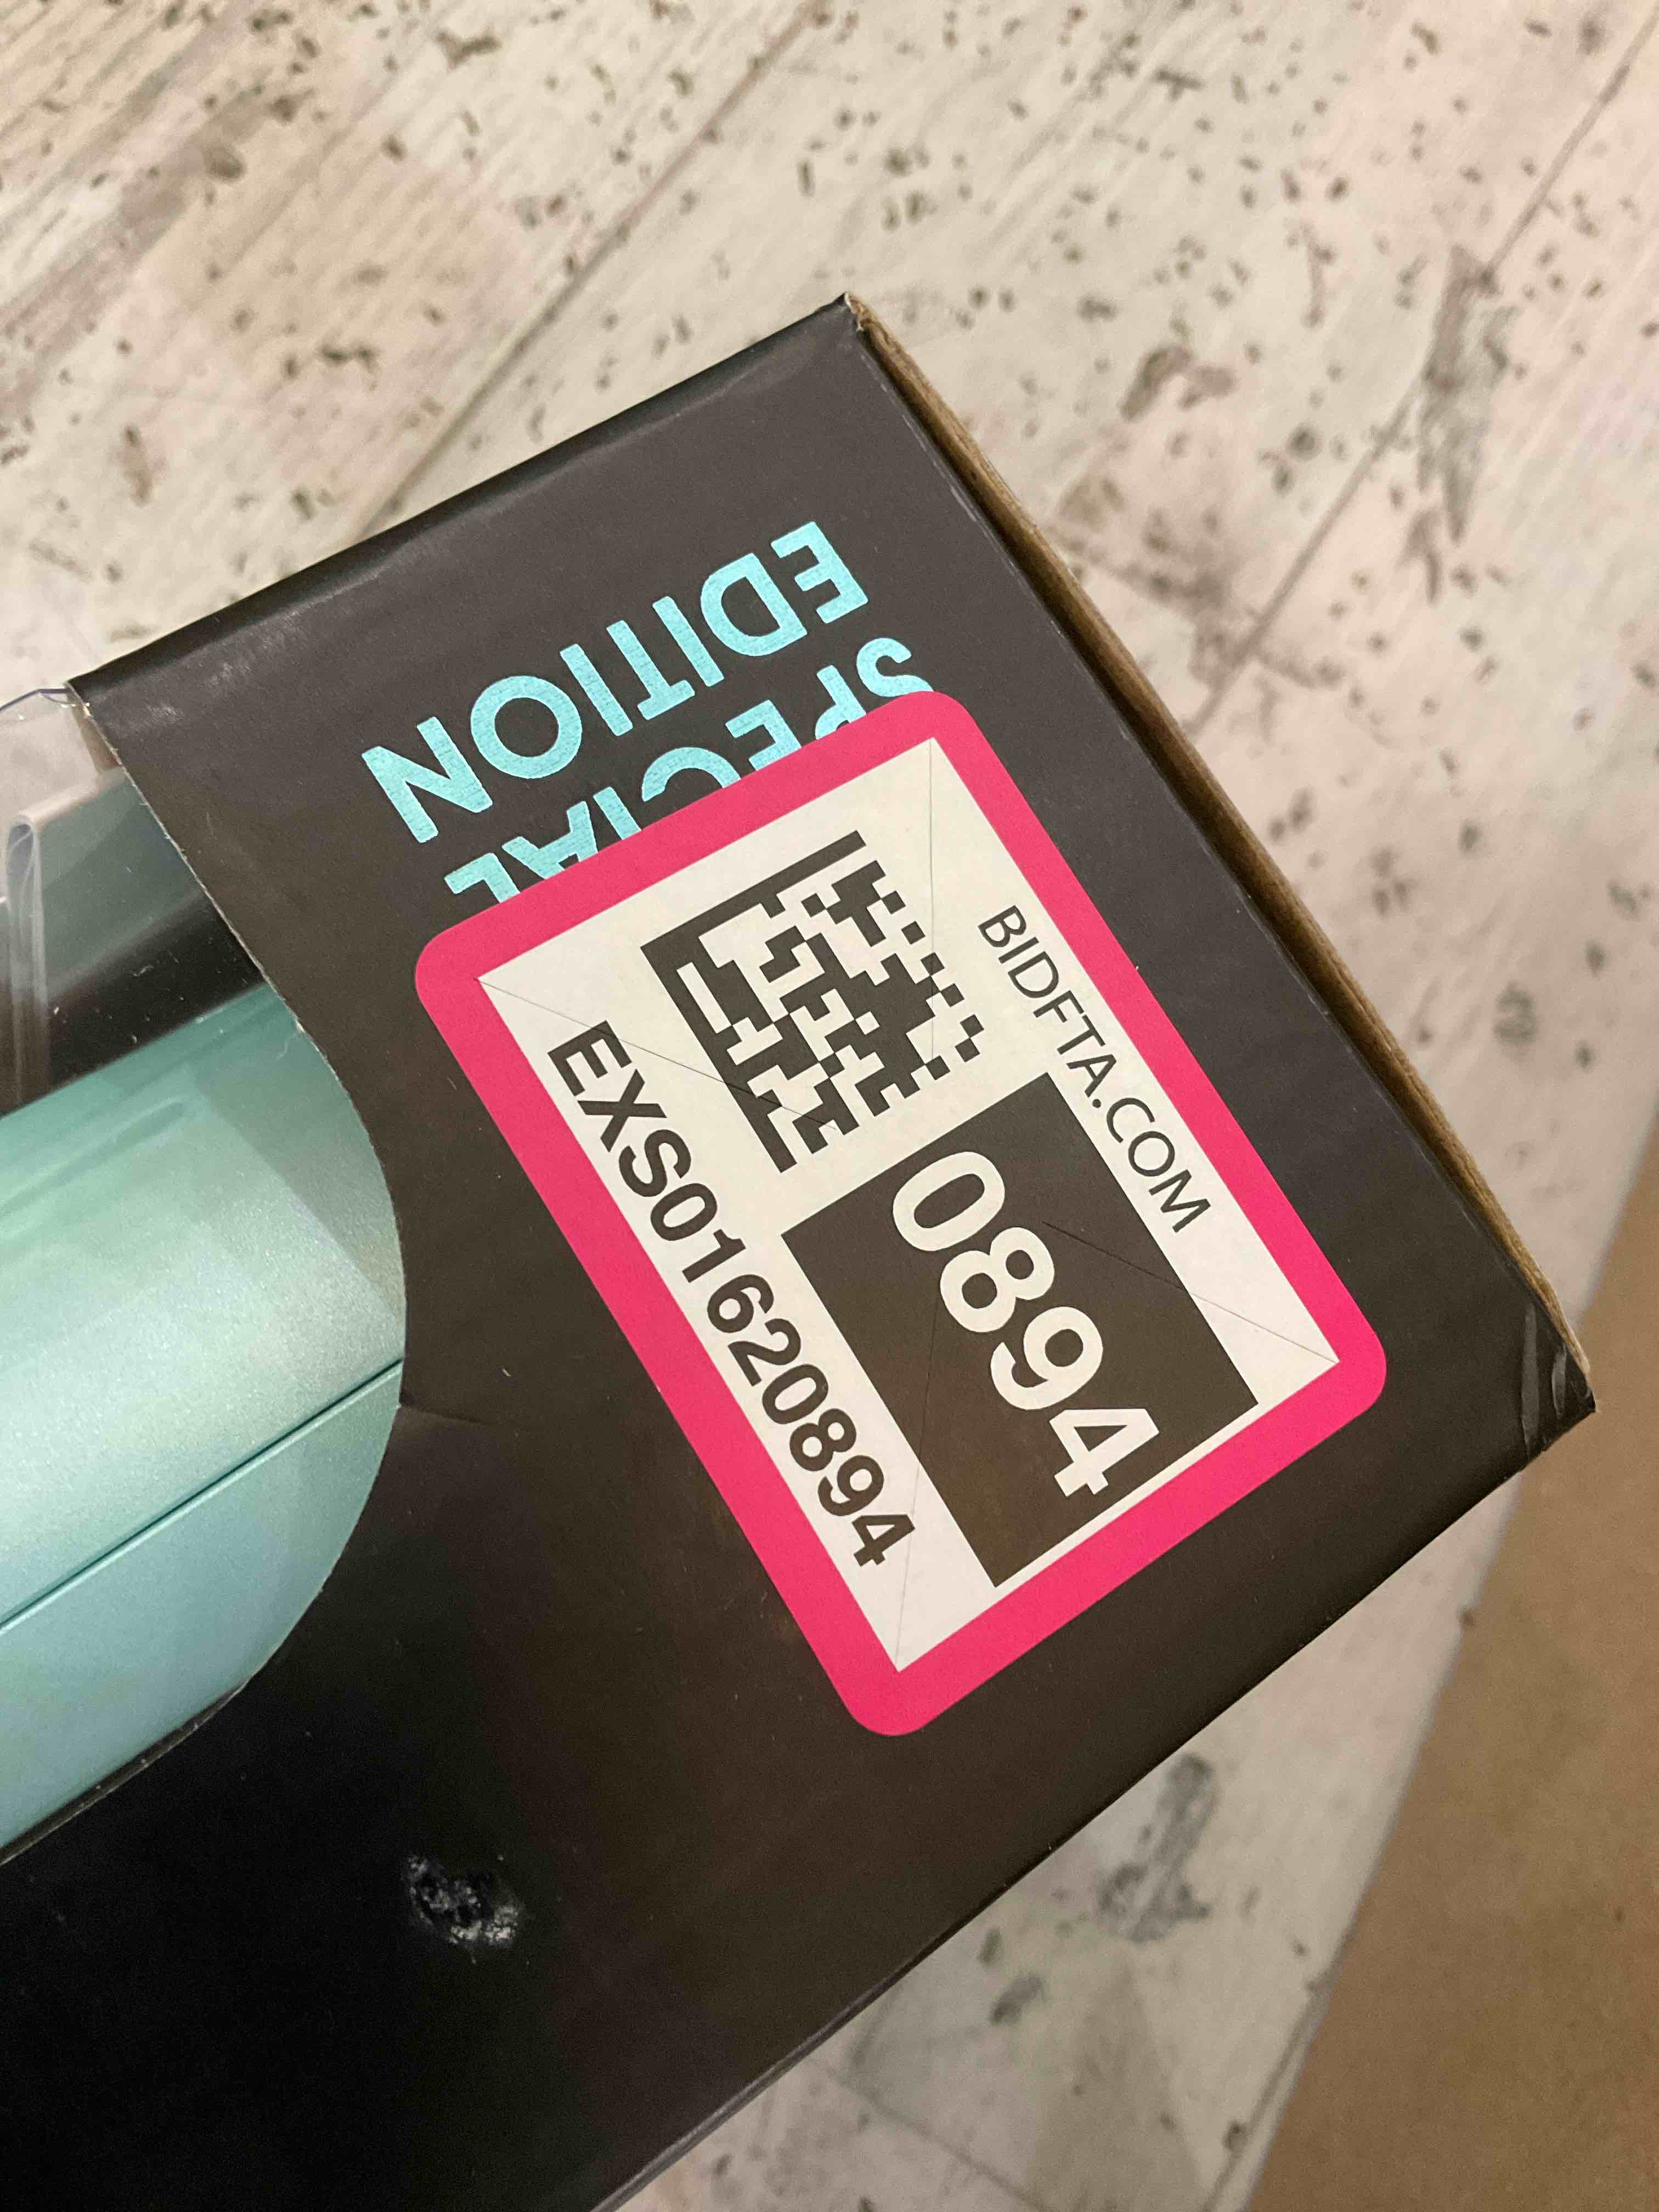 SPECIAL
EDITION
BIDFTA.COM
0894
EXS01620894